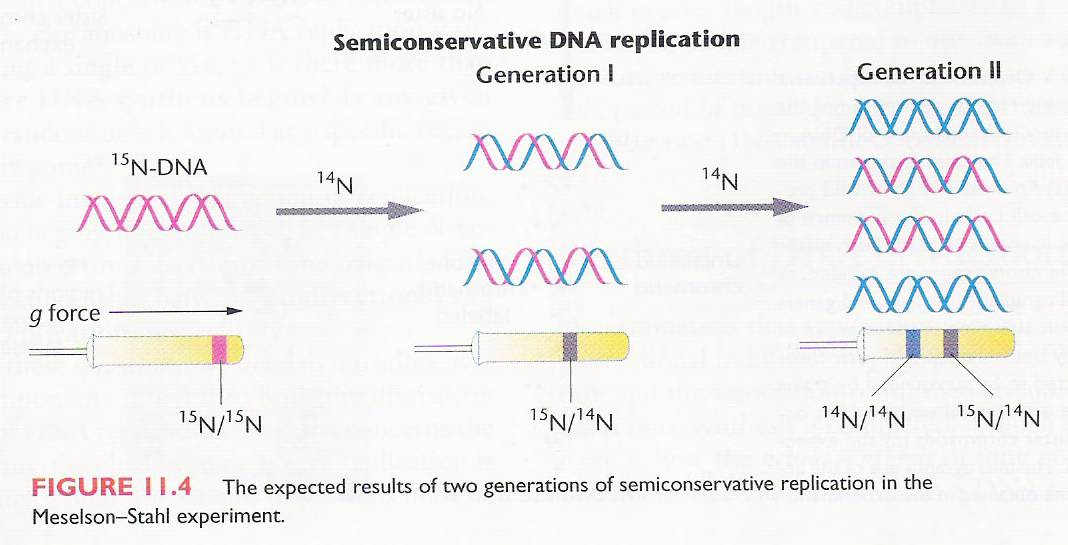 Semiconservative DNA replication
Generation I
Generation II
¹⁵N-DNA
¹⁴N
¹⁴N
g force
¹⁵N/¹⁵N
¹⁵N/¹⁴N
¹⁴N/¹⁴N
¹⁵N/¹⁴N
FIGURE 11.4 The expected results of two generations of semiconservative replication in the
Meselson–Stahl experiment.